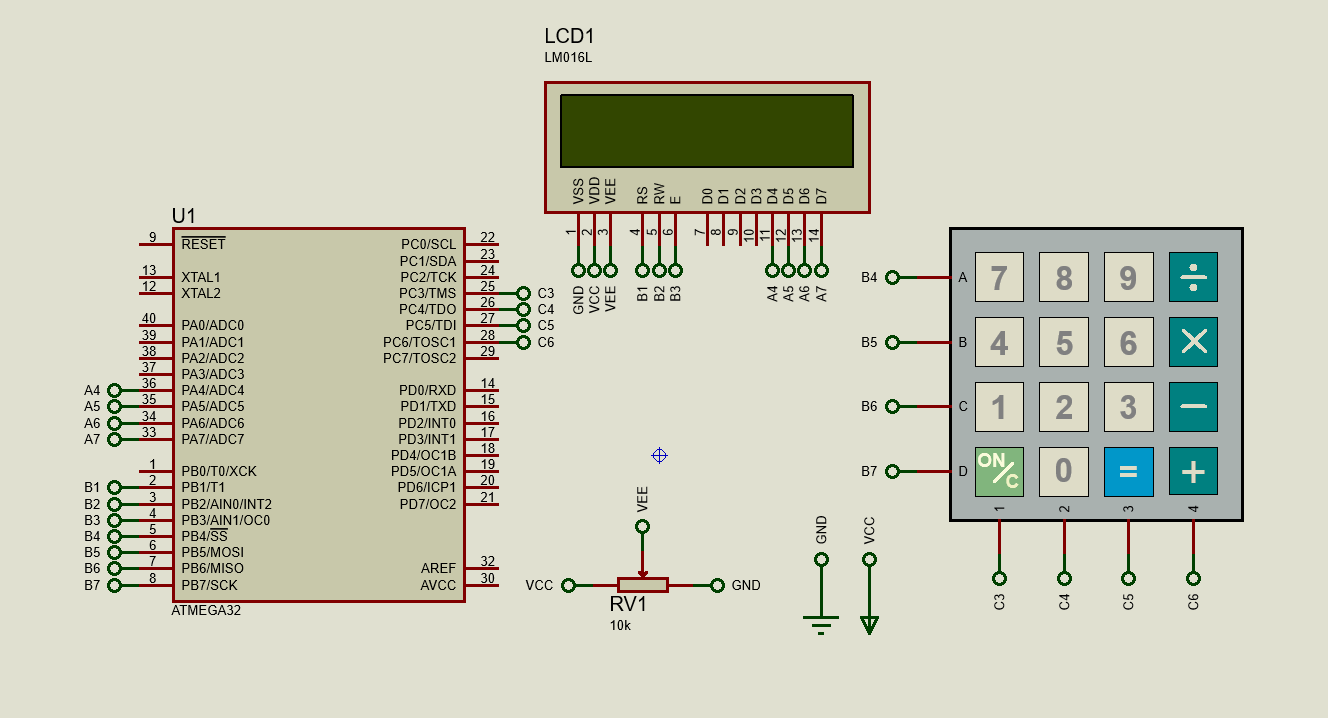 LCD1
LM016L
VSS
VDD
VEE
RS
RW
E
D0
D1
D2
D3
D4
D5
D6
D7
1
2
3
4
5
6
7
8
9
10
11
12
13
14
GND
VCC
VEE
B1
B2
B3
A4
A5
A6
A7
U1
9 RESET PC0/SCL 22
PC1/SDA 23
13 XTAL1 PC2/TCK 24
12 XTAL2 PC3/TMS 25 C3
PC4/TDO 26 C4
40 PA0/ADC0 PC5/TDI 27 C5
39 PA1/ADC1 PC6/TOSC1 28 C6
38 PA2/ADC2 PC7/TOSC2 29
37 PA3/ADC3
A4 36 PA4/ADC4 PD0/RXD 14
A5 35 PA5/ADC5 PD1/TXD 15
A6 34 PA6/ADC6 PD2/INT0 16
A7 33 PA7/ADC7 PD3/INT1 17
PD4/OC1B 18
1 PB0/T0/XCK PD5/OC1A 19
B1 2 PB1/T1 PD6/ICP1 20
B2 3 PB2/AIN0/INT2 PD7/OC2 21
B3 4 PB3/AIN1/OC0
B4 5 PB4/SS
B5 6 PB5/MOSI
B6 7 PB6/MISO AREF 32
B7 8 PB7/SCK AVCC 30
ATMEGA32
VEE
VCC
GND
RV1
10k
GND
VCC
B4 A 7 8 9 ÷
B5 B 4 5 6 ×
B6 C 1 2 3 −
B7 D ON/C 0 = +
1 2 3 4
C3 C4 C5 C6